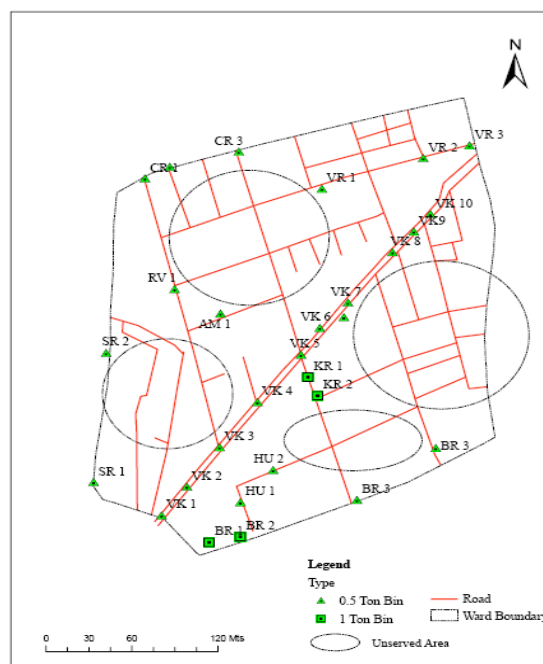 N
CR 3
VR 3
VR 2
CR 1
VR 1
VK 10
VK9
VK 8
RV 1
VK 7
AM 1
VK 6
SR 2
VK 5
KR 1
KR 2
VK 4
VK 3
BR 3
HU 2
SR 1
VK 2
HU 1
BR 3
VK 1
BR 1
BR 2
Legend
Type
0.5 Ton Bin
Road
1 Ton Bin
Ward Boundary
Unserved Area
0 30 60 120 Mts